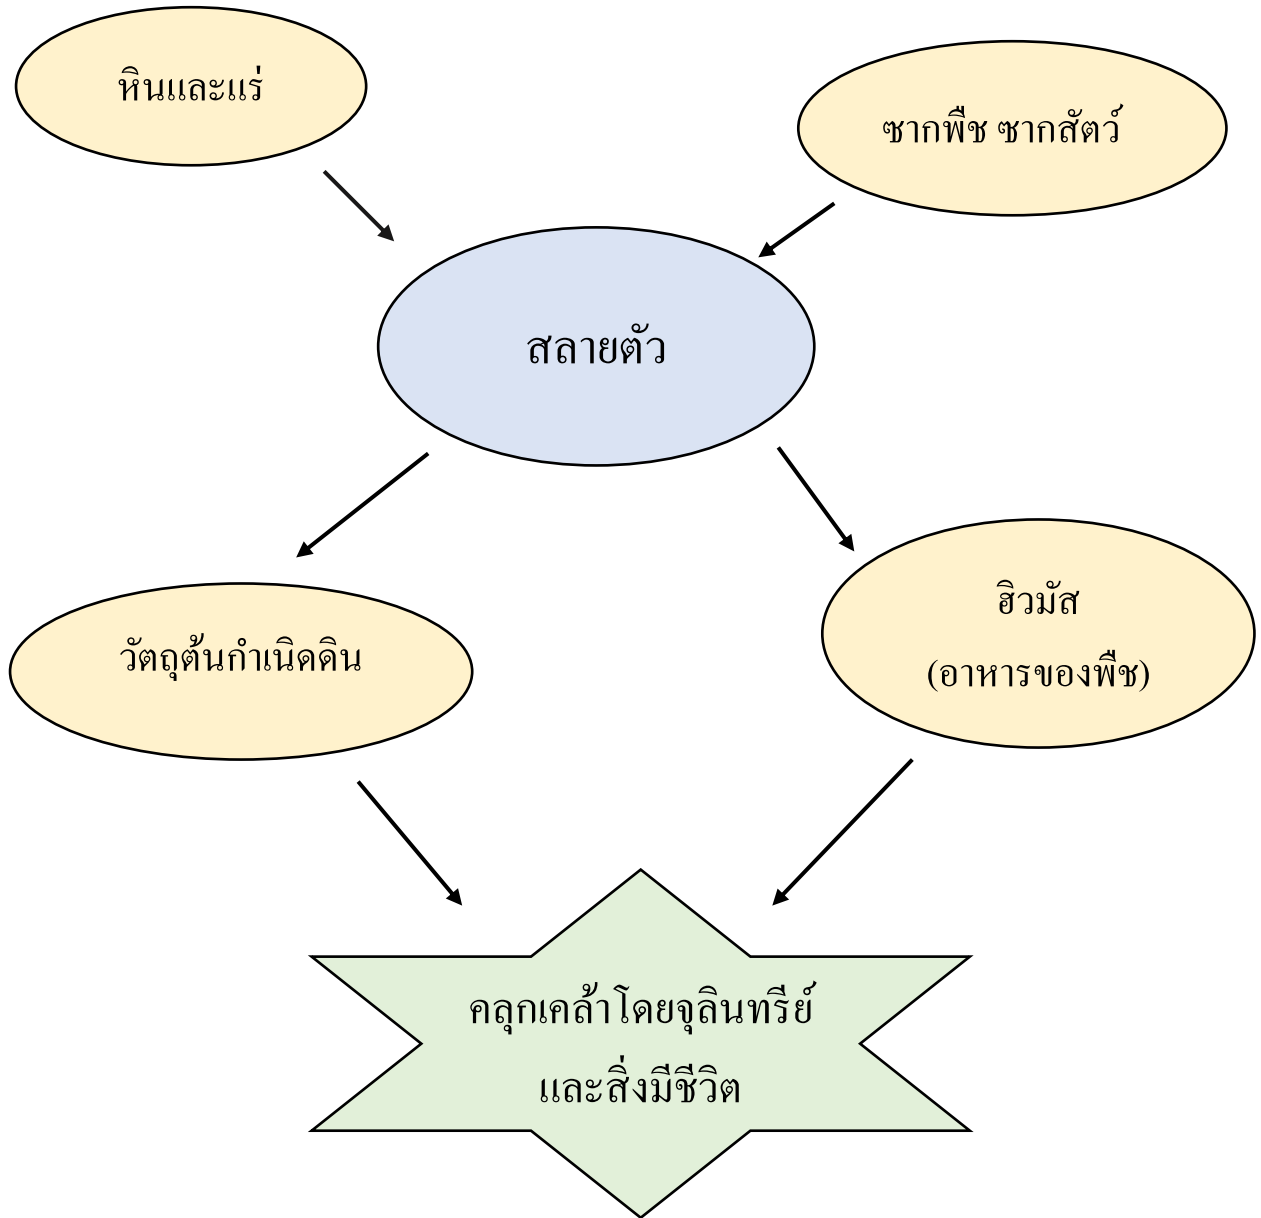 หินและแร่
ซากพืช ซากสัตว์
สลายตัว
วัตถุต้นกำเนิดดิน
ฮิวมัส
(อาหารของพืช)
คลุกเคล้าโดยจุลินทรีย์
และสิ่งมีชีวิต